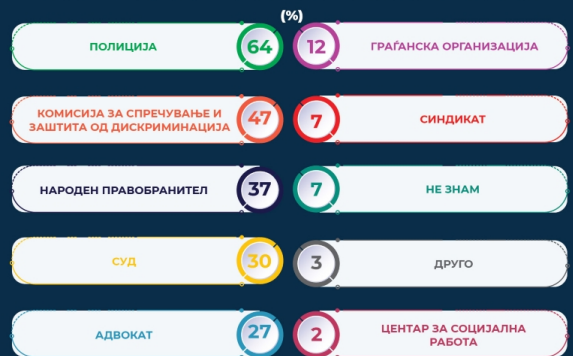 (%)
ПОЛИЦИЈА 64
12 ГРАЃАНСКА ОРГАНИЗАЦИЈА
КОМИСИЈА ЗА СПРЕЧУВАЊЕ И
ЗАШТИТА ОД ДИСКРИМИНАЦИЈА 47
7 СИНДИКАТ
НАРОДЕН ПРАВОБРАНИТЕЛ 37
7 НЕ ЗНАМ
СУД 30
3 ДРУГО
АДВОКАТ 27
2 ЦЕНТАР ЗА СОЦИЈАЛНА
РАБОТА